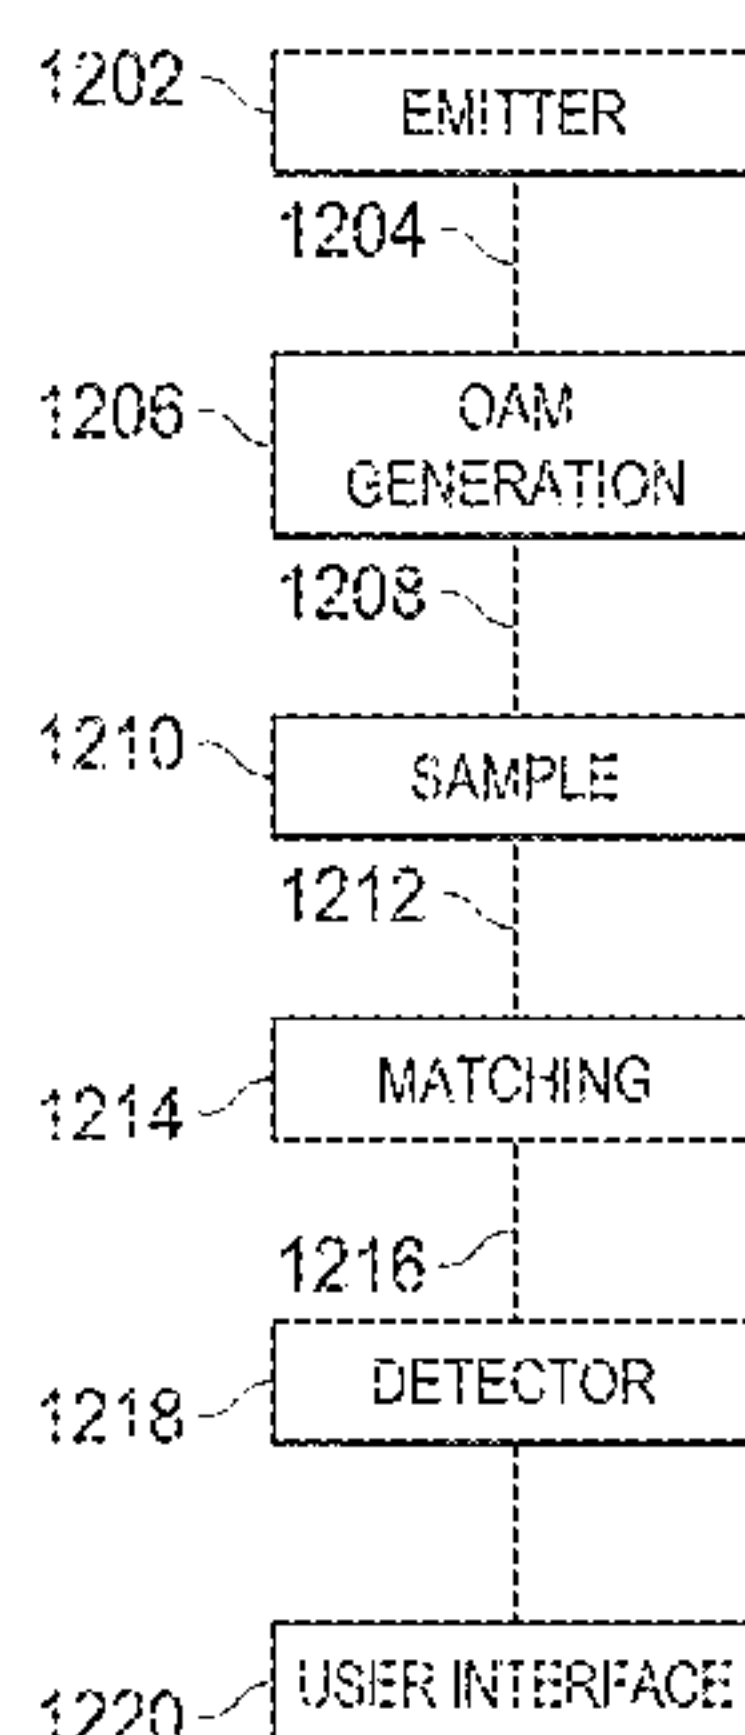 1202
EMITTER
1204
1206
OAM
GENERATION
1208
1210
SAMPLE
1212
1214
MATCHING
1216
1218
DETECTOR
1220
USER INTERFACE